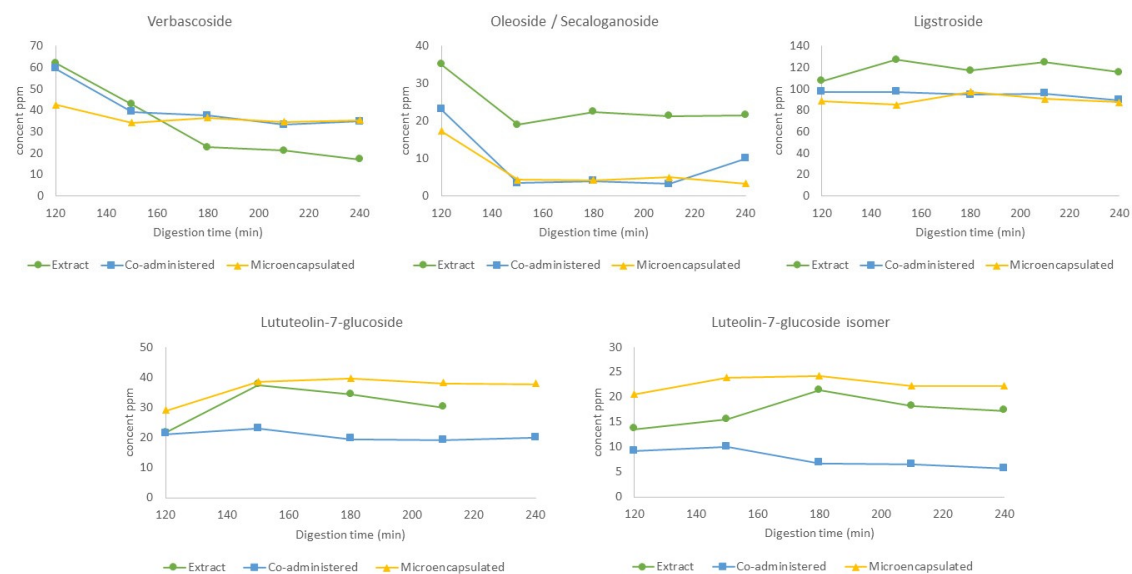 Verbascoside
concent ppm
70
60
50
40
30
20
10
0
120 140 160 180 200 220 240
Digestion time (min)
Extract Co-administered Microencapsulated
Oleoside / Secaloganoside
concent ppm
40
30
20
10
0
120 140 160 180 200 220 240
Digestion time (min)
Extract Co-administered Microencapsulated
Ligstroside
concent ppm
140
120
100
80
60
40
20
0
120 140 160 180 200 220 240
Digestion time (min)
Extract Co-administered Microencapsulated
Lututeolin-7-glucoside
concent ppm
50
40
30
20
10
0
120 140 160 180 200 220 240
Digestion time (min)
Extract Co-administered Microencapsulated
Luteolin-7-glucoside isomer
concent ppm
30
25
20
15
10
5
0
120 140 160 180 200 220 240
Digestion time (min)
Extract Co-administered Microencapsulated